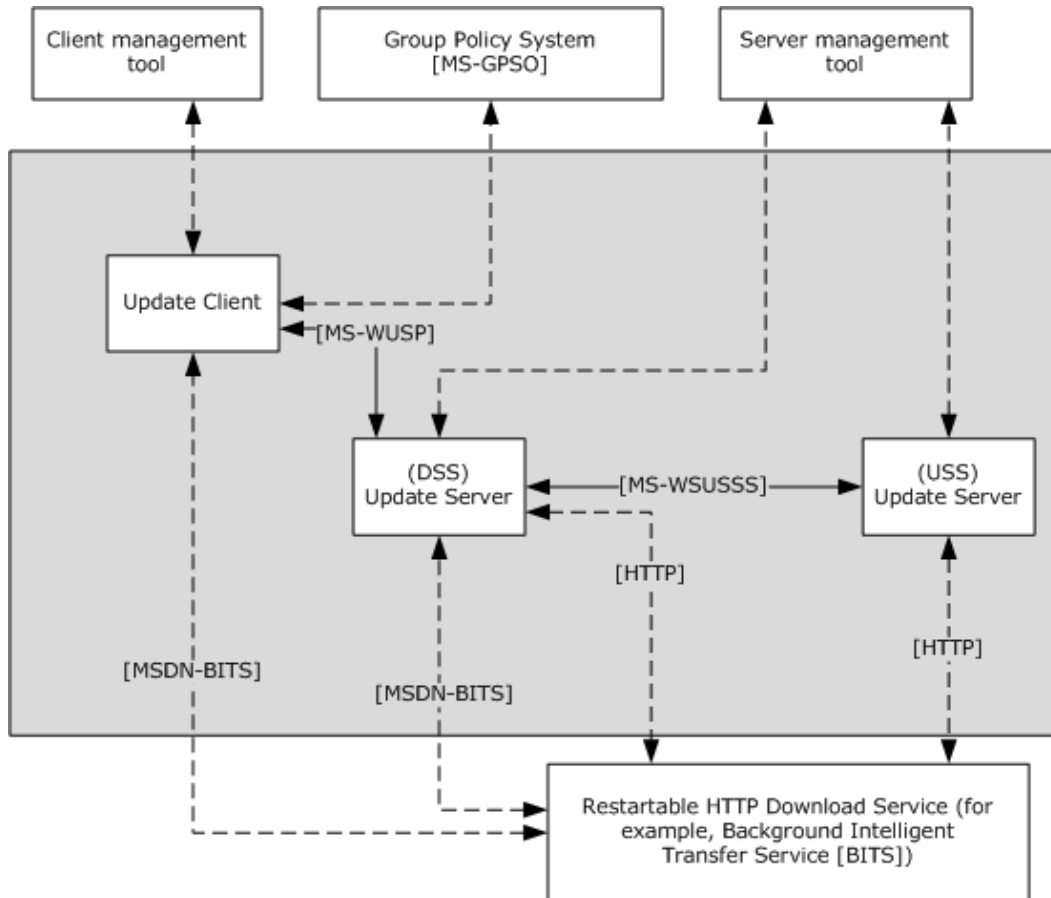 Client management
tool
Group Policy System
[MS-GPSO]
Server management
tool
Update Client
[MS-WUSP]
(DSS)
Update Server
[MS-WSUSSS]
(USS)
Update Server
[HTTP]
[HTTP]
[MSDN-BITS]
[MSDN-BITS]
Restartable HTTP Download Service (for
example, Background Intelligent
Transfer Service [BITS])